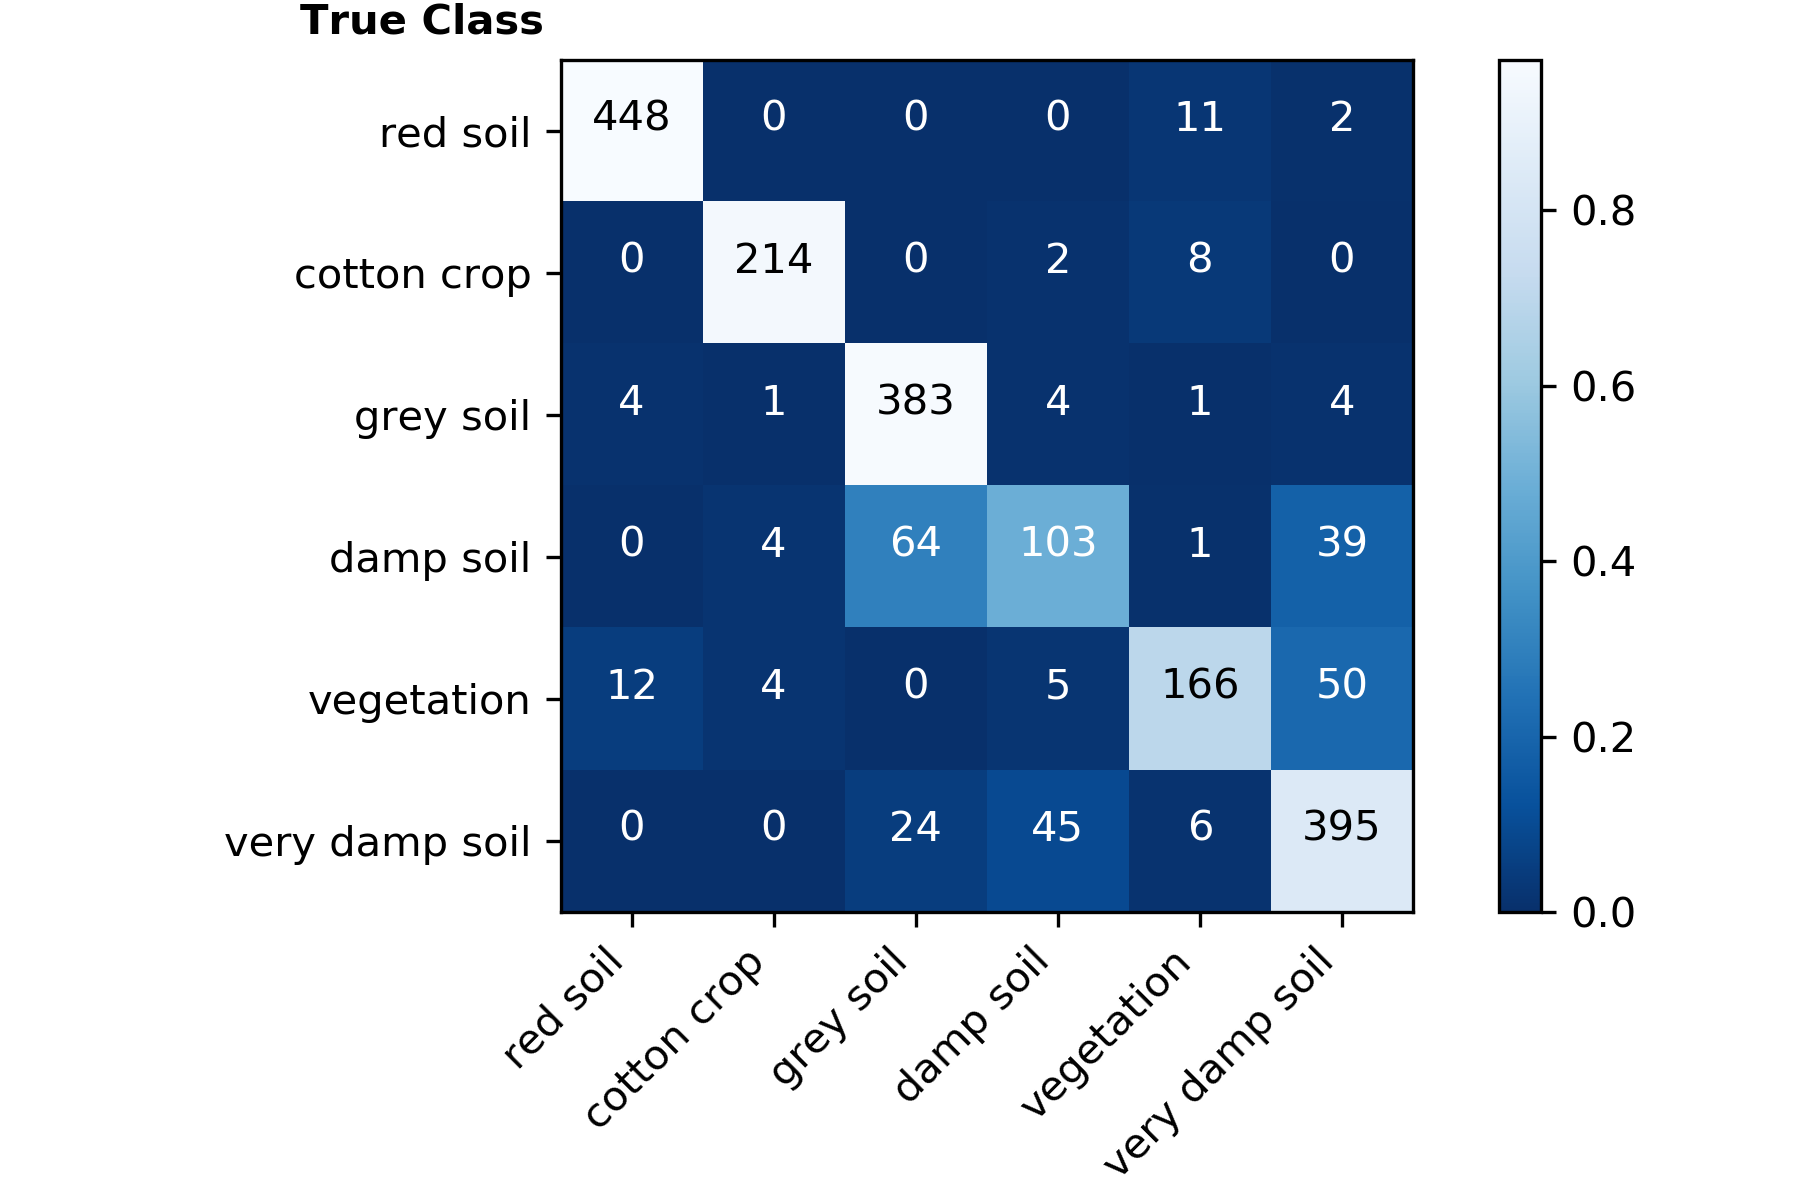 True Class
red soil 448 0 0 0 11 2
cotton crop 0 214 0 2 8 0
grey soil 4 1 383 4 1 4
damp soil 0 4 64 103 1 39
vegetation 12 4 0 5 166 50
very damp soil 0 0 24 45 6 395
red soil
cotton crop
grey soil
damp soil
vegetation
very damp soil
0.8
0.6
0.4
0.2
0.0